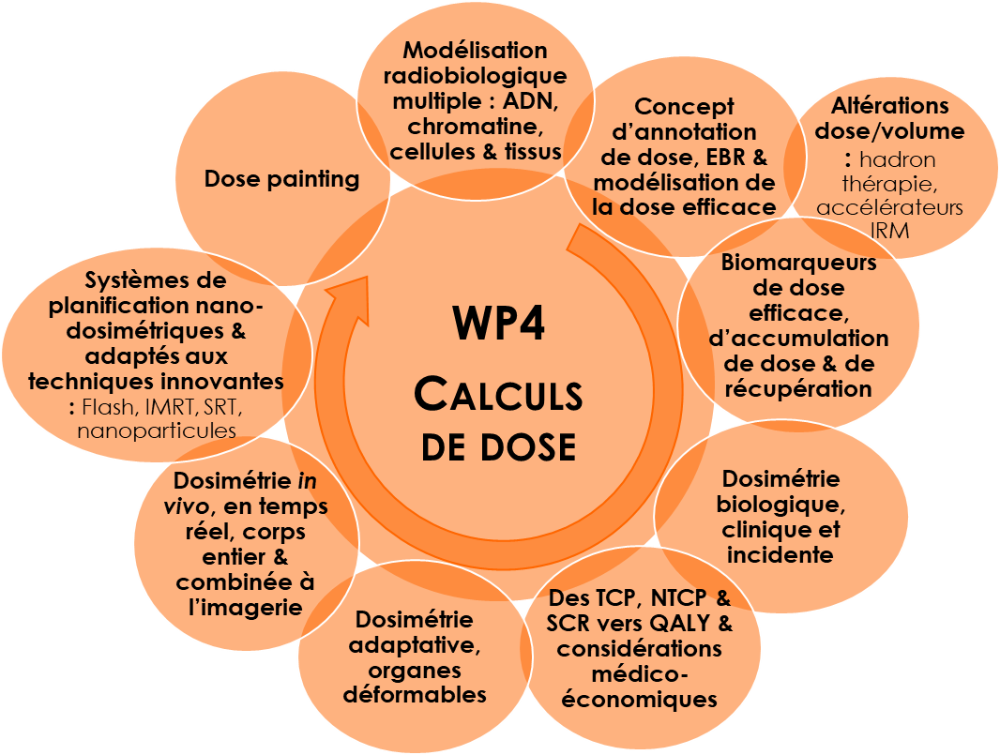 Modélisation
radiobiologique
multiple : ADN,
chromatine,
cellules & tissus
Concept
d'annotation
de dose, EBR &
modélisation de
la dose efficace
Altérations
dose/volume
: hadron
thérapie,
accélérateurs
IRM
Biomarqueurs
de dose
efficace,
d'accumulation
de dose & de
récupération
Dosimétrie
biologique,
clinique et
incidente
Des TCP, NTCP &
SCR vers QALY &
considérations
médico-
économiques
Dosimétrie
adaptative,
organes
déformables
Dosimétrie in
vivo, en temps
réel, corps
entier &
combinée à
l'imagerie
Systèmes de
planification nano-
dosimétriques &
adaptés aux
techniques innovantes
: Flash, IMRT, SRT,
nanoparticules
Dose painting
WP4
CALCULS
DE DOSE